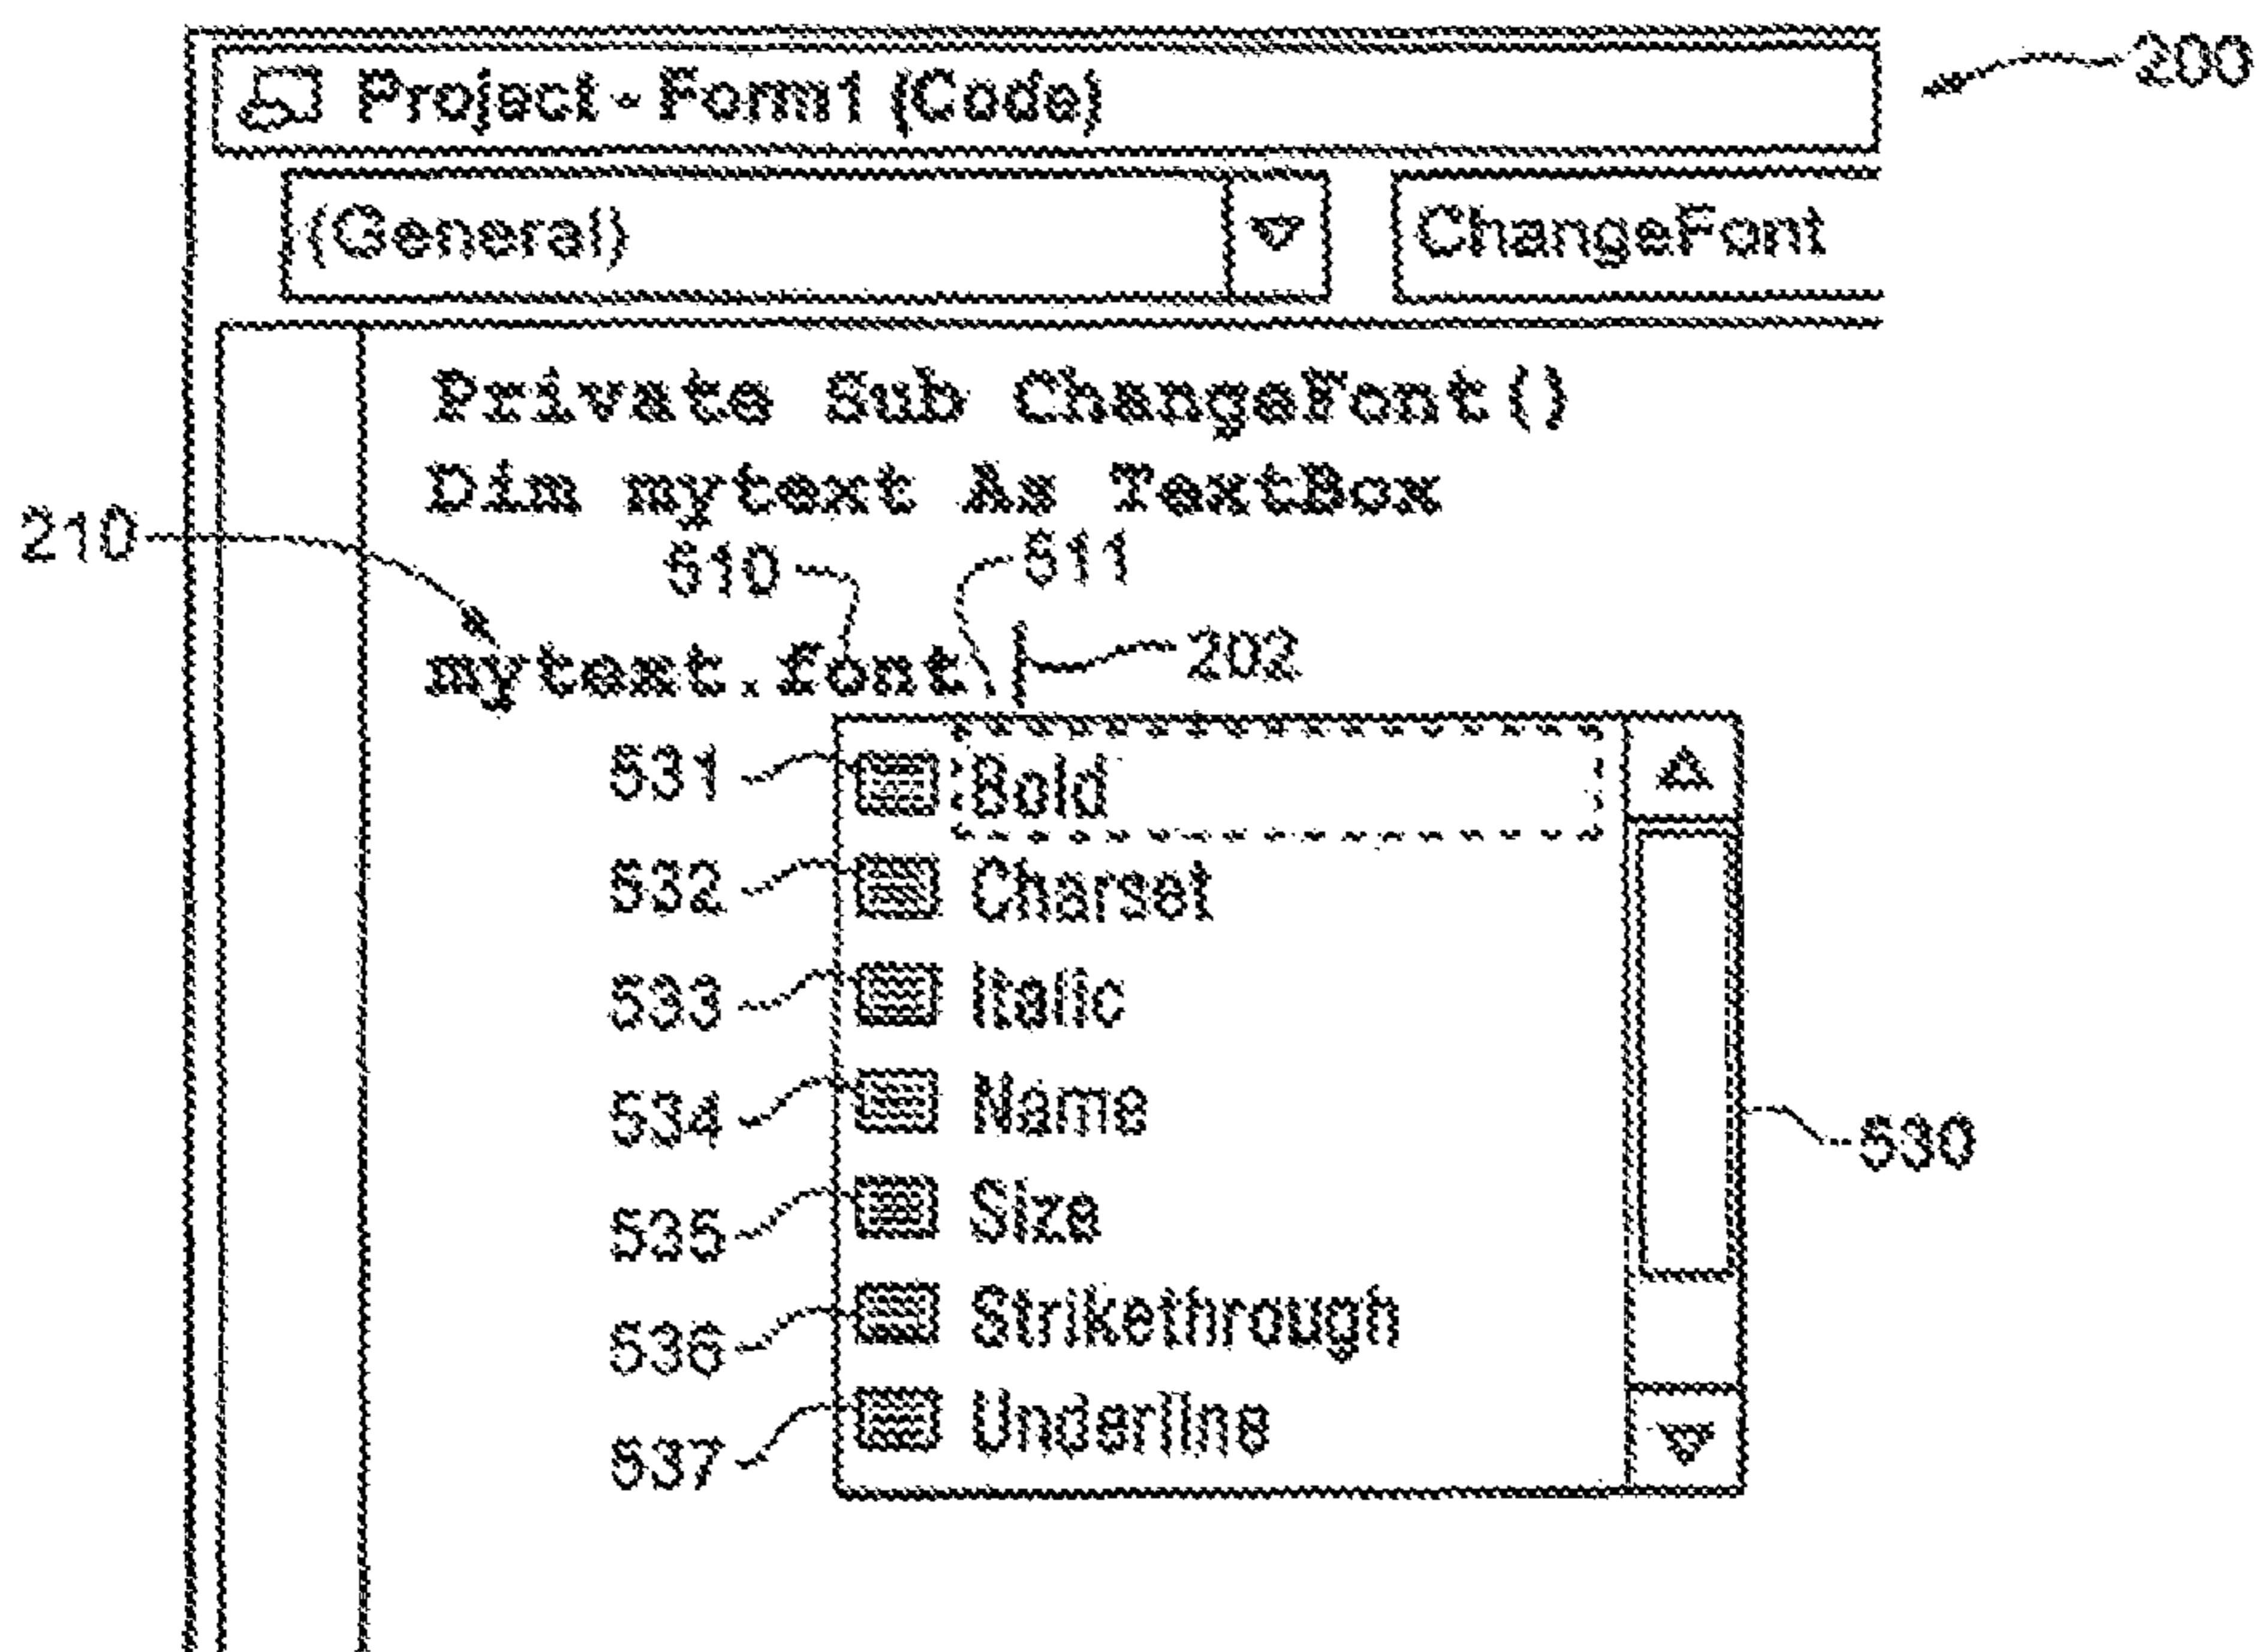 200
Project - Form1 (Code)
(General) ChangeFont
Private Sub ChangeFont()
Dim mytext As TextBox
210 510 511
mytext.font 202
531 Bold
532 Charset
533 Italic
534 Name
530
535 Size
536 Strikethrough
537 Underline